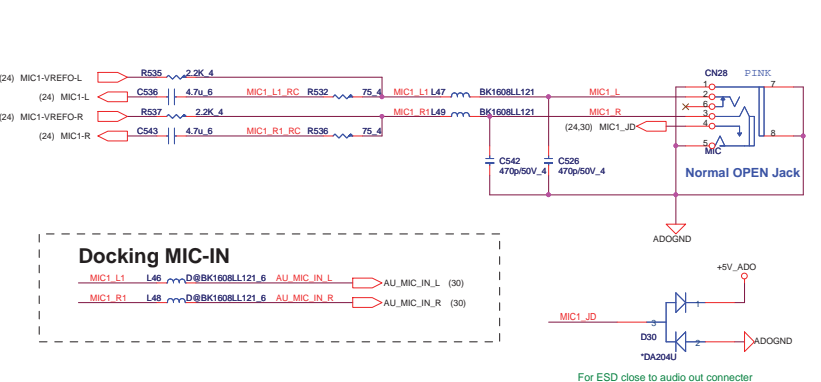 CN28 PINK
(24) MIC1-VREFO-L R535 2.2K_4
1 7
(24) MIC1-L C536 4.7u_6 MIC1_L1_RC R532 75_4 MIC1_L1 L47 BK1608LL121 MIC1_L 2
6
(24) MIC1-VREFO-R R537 2.2K_4 MIC1_R1 L49 BK1608LL121 MIC1_R 3
(24,30) MIC1_JD 4
(24) MIC1-R C543 4.7u_6 MIC1_R1_RC R536 75_4 8
5
MIC
C542 C526
470p/50V_4 470p/50V_4
Normal OPEN Jack
ADOGND
Docking MIC-IN
MIC1_L1 L46 D@BK1608LL121_6 AU_MIC_IN_L AU_MIC_IN_L (30)
MIC1_R1 L48 D@BK1608LL121_6 AU_MIC_IN_R AU_MIC_IN_R (30)
+5V_ADO
1
MIC1_JD 3
D30 2 ADOGND
*DA204U
For ESD close to audio out connecter